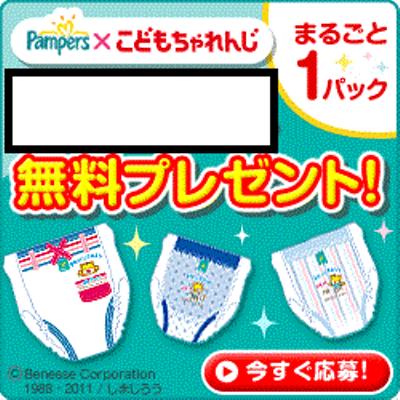 Pampers×こどもちゃれんじ
まるごと
1パック
無料プレゼント!
今すぐ応募!
©Benesse Corporation
1988-2011 / しましろう